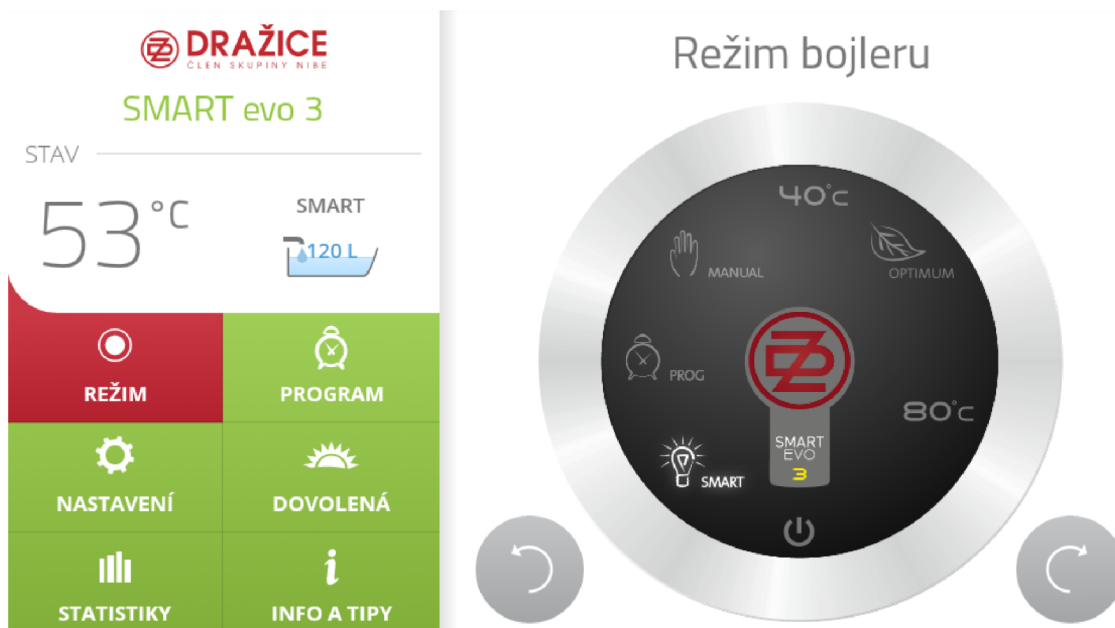 DRAŽICE
ČLEN SKUPINY NIBE
SMART evo 3
STAV
53°C
SMART
120 L
REŽIM
PROGRAM
NASTAVENÍ
DOVOLENÁ
STATISTIKY
INFO A TIPY
Režim bojleru
40°C
MANUAL
OPTIMUM
PROG
80°C
SMART
EVO
3
SMART